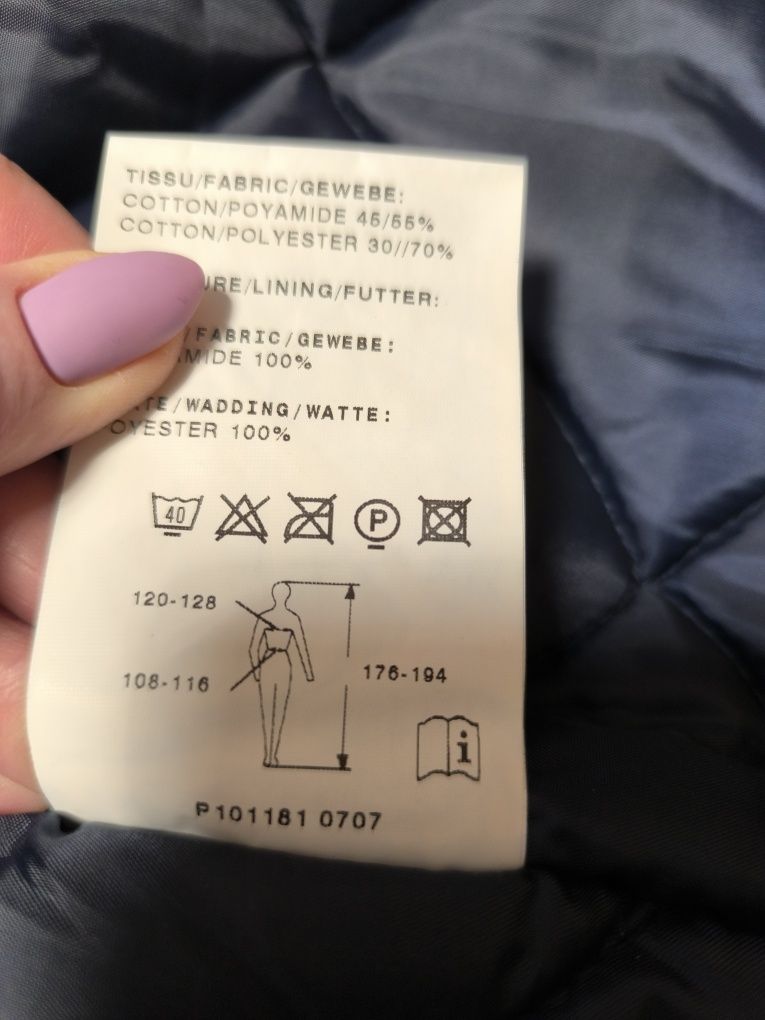 TISSU/FABRIC/GEWEBE:
COTTON/POYAMIDE 45/55%
COTTON/POLYESTER 30//70%
URE/LINING/FUTTER:
/FABRIC/GEWEBE:
AMIDE 100%
TE/WADDING/WATTE:
OYESTER 100%
40 P
120-128
108-116
176-194
i
P101181 0707